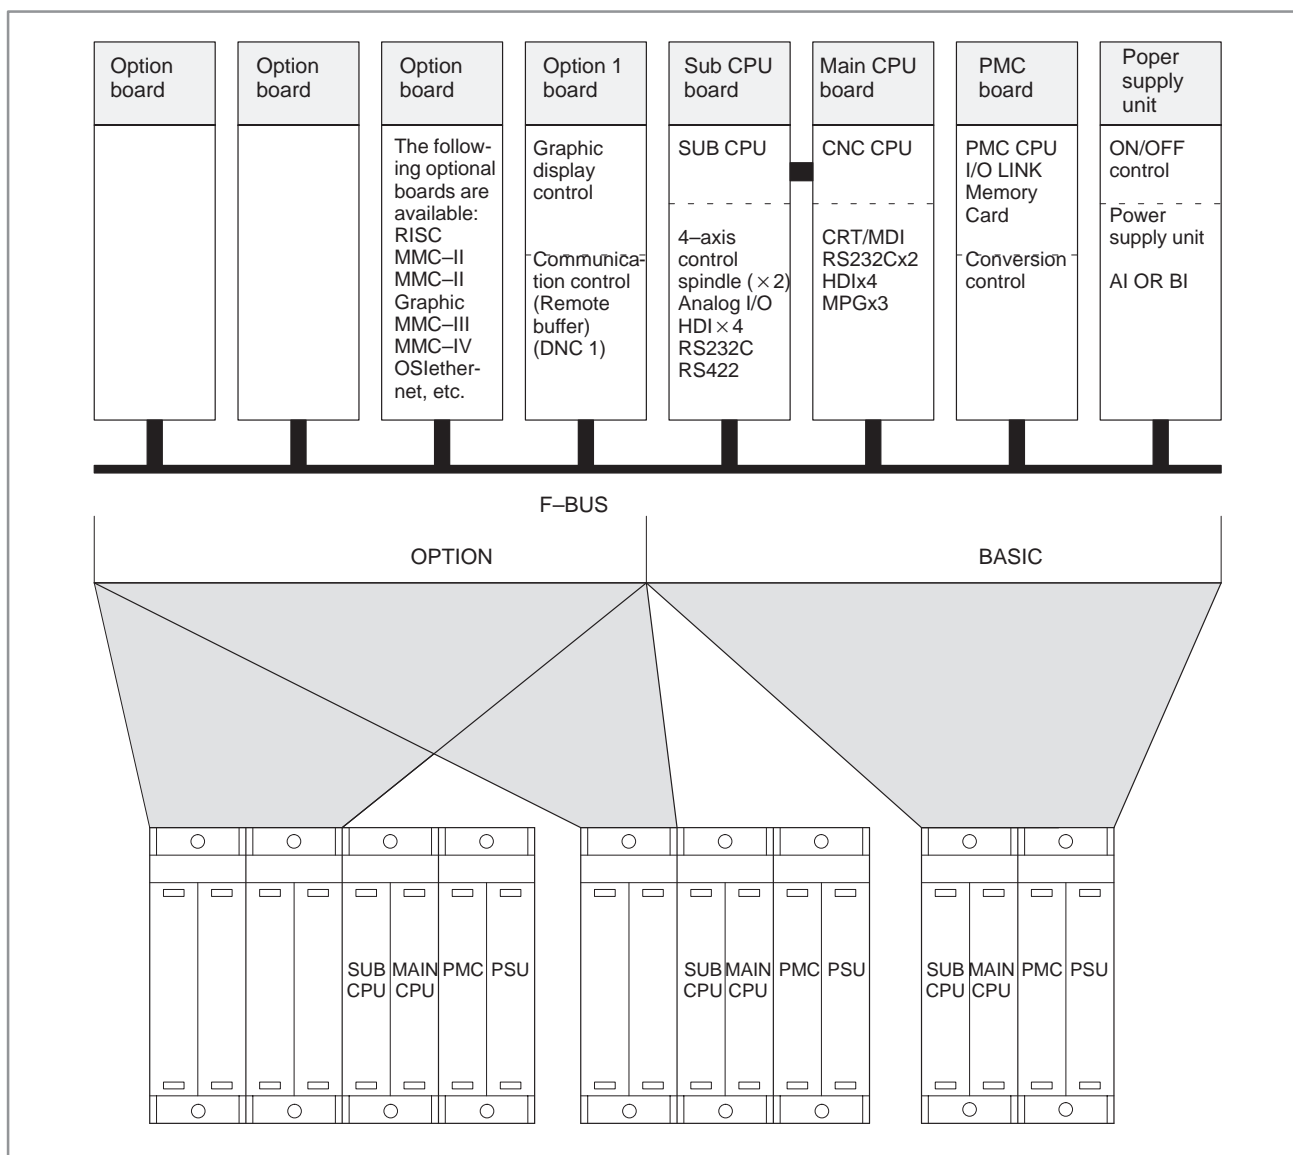 Option
board
Option
board
Option
board
Option 1
board
Sub CPU
board
Main CPU
board
PMC
board
Poper
supply
unit
The follow-
ing optional
boards are
available:
RISC
MMC–II
MMC–II
Graphic
MMC–III
MMC–IV
OSIether-
net, etc.
Graphic
display
control
Communica-
tion control
(Remote
buffer)
(DNC 1)
SUB CPU
4–axis
control
spindle (×2)
Analog I/O
HDI×4
RS232C
RS422
CNC CPU
CRT/MDI
RS232Cx2
HDIx4
MPGx3
PMC CPU
I/O LINK
Memory
Card
Conversion
control
ON/OFF
control
Power
supply unit
AI OR BI
F–BUS
OPTION
BASIC
SUB
CPU
MAIN
CPU
PMC
PSU
SUB
CPU
MAIN
CPU
PMC
PSU
SUB
CPU
MAIN
CPU
PMC
PSU